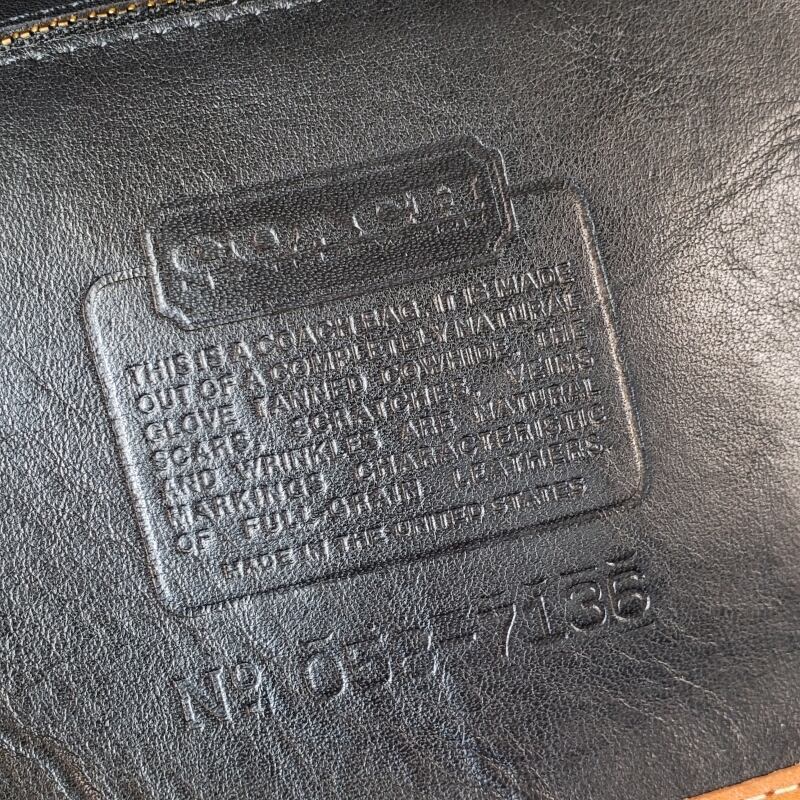 COACH
THIS IS A COACH BAG. IT IS MADE
OUT OF A COMPLETELY NATURAL
GLOVE TANNED COWHIDE, THE
SCARS, SCRATCHES, VEINS
AND WRINKLES ARE NATURAL
MARKINGS CHARACTERISTIC
OF FULL GRAIN LEATHERS.
MADE IN THE UNITED STATES